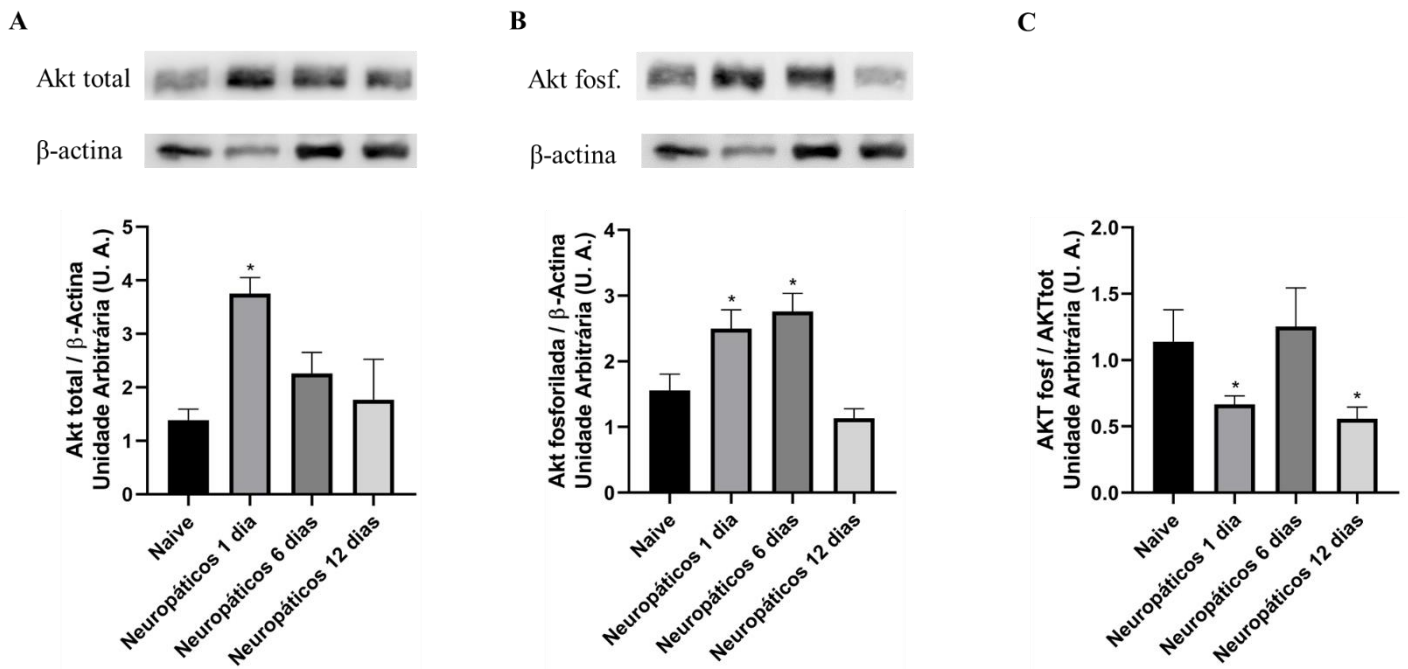 A
Akt total
β-actina
Akt total / β-Actina
Unidade Arbitrária (U. A.)
5
4
3
2
1
0
*
Naive
Neuropáticos 1 dia
Neuropáticos 6 dias
Neuropáticos 12 dias
B
Akt fosf.
β-actina
Akt fosforilada / β-Actina
Unidade Arbitrária (U. A.)
4
3
2
1
0
*
*
Naive
Neuropáticos 1 dia
Neuropáticos 6 dias
Neuropáticos 12 dias
C
AKT fosf / AKTtot
Unidade Arbitrária (U. A.)
2.0
1.5
1.0
0.5
0.0
*
*
Naive
Neuropáticos 1 dia
Neuropáticos 6 dias
Neuropáticos 12 dias